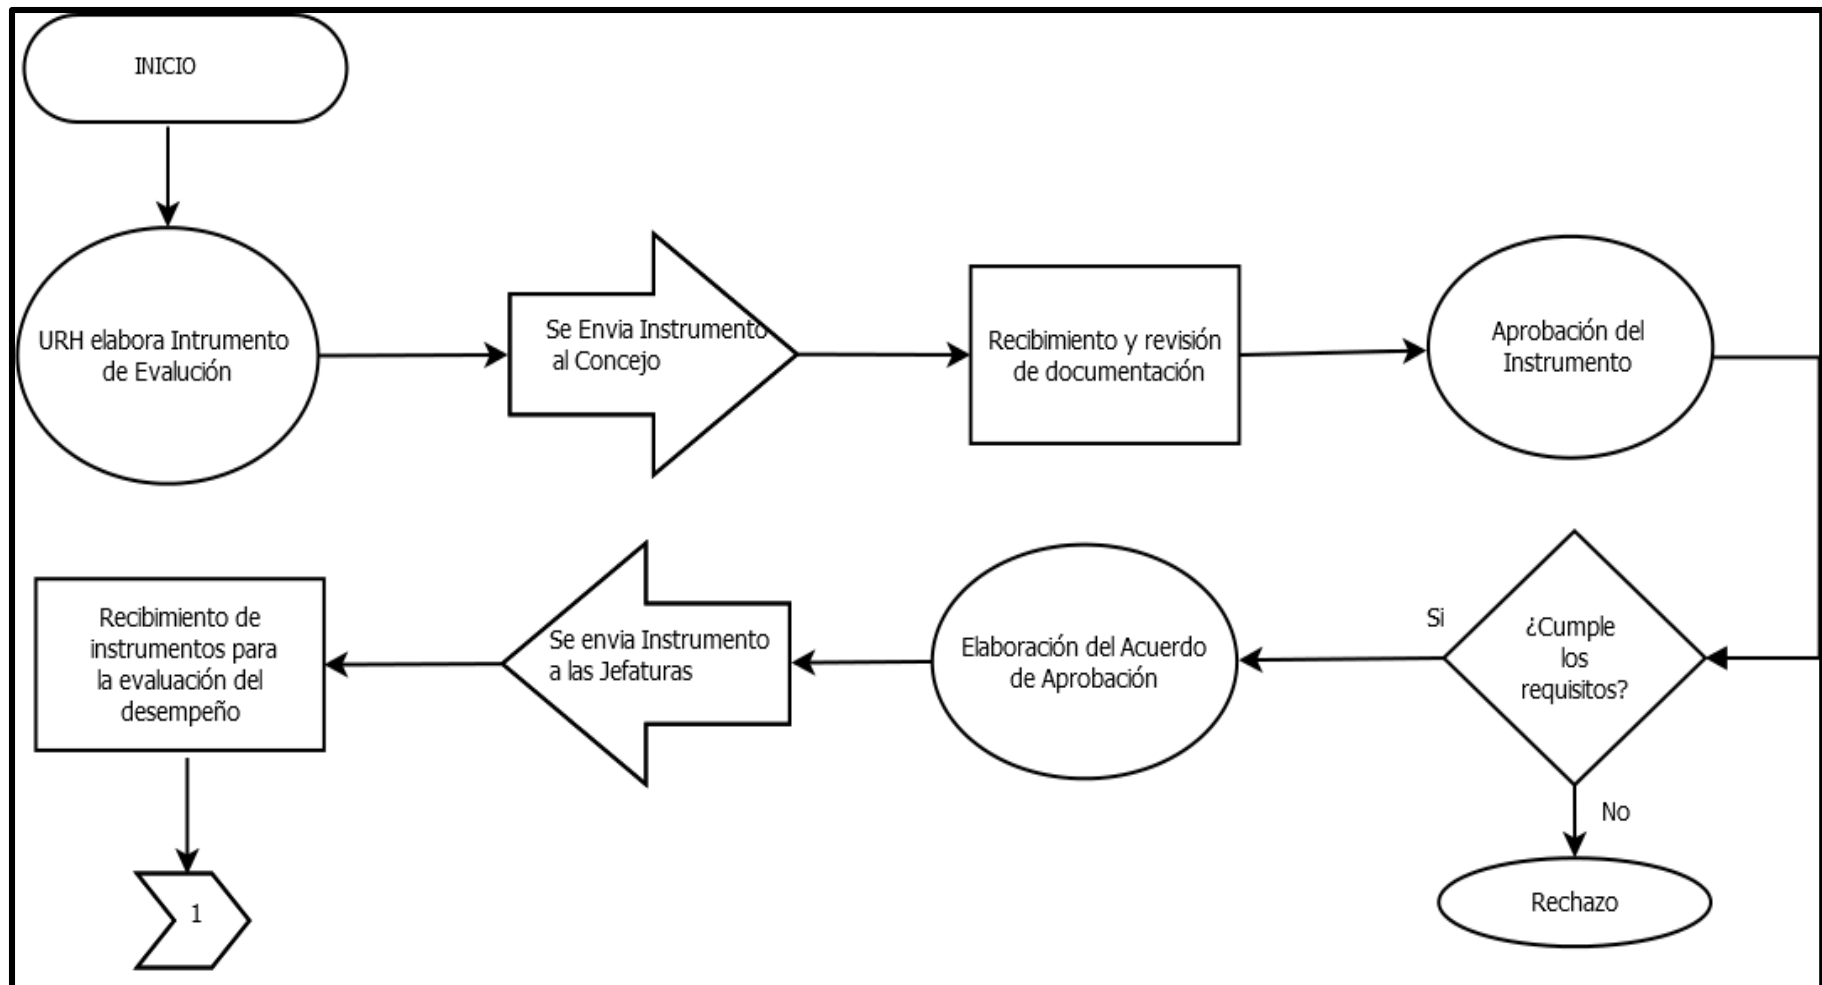 INICIO
URH elabora Intrumento
de Evalución
Se Envia Instrumento
al Concejo
Recibimiento y revisión
de documentación
Aprobación del
Instrumento
¿Cumple
los
requisitos?
Si
No
Rechazo
Elaboración del Acuerdo
de Aprobación
Se envia Instrumento
a las Jefaturas
Recibimiento de
instrumentos para
la evaluación del
desempeño
1